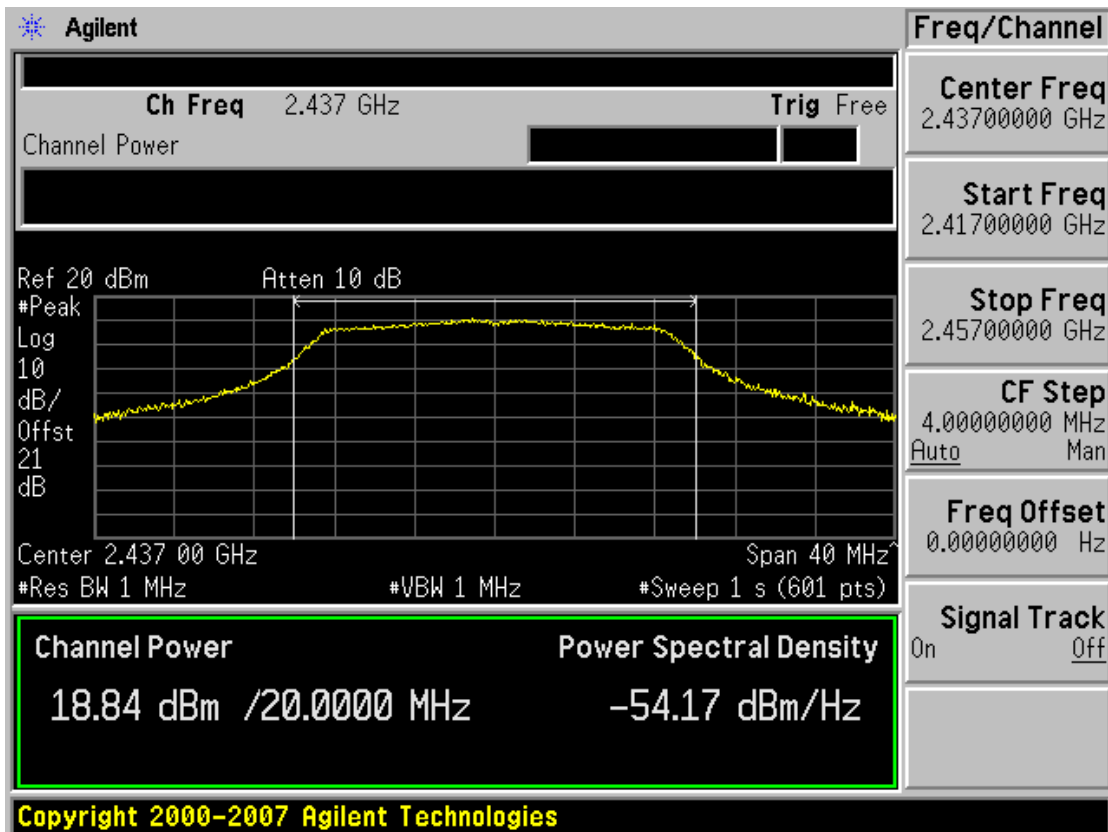 Agilent
Freq/Channel
Ch Freq 2.437 GHz Trig Free
Channel Power
Center Freq
2.43700000 GHz
Start Freq
2.41700000 GHz
Stop Freq
2.45700000 GHz
CF Step
4.00000000 MHz
Auto Man
Freq Offset
0.00000000 Hz
Signal Track
On Off
Ref 20 dBm Atten 10 dB
#Peak
Log
10
dB/
Offst
21
dB
Center 2.437 00 GHz Span 40 MHz^
#Res BW 1 MHz #VBW 1 MHz #Sweep 1 s (601 pts)
Channel Power Power Spectral Density
18.84 dBm /20.0000 MHz -54.17 dBm/Hz
Copyright 2000-2007 Agilent Technologies